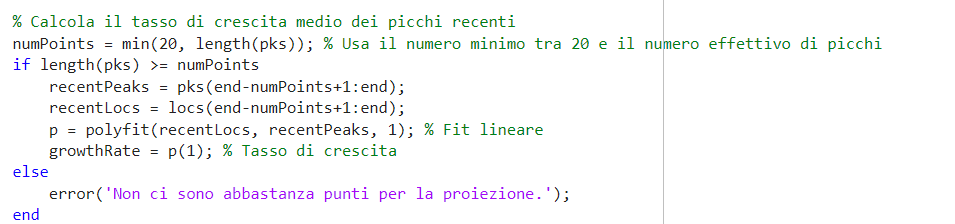 % Calcola il tasso di crescita medio dei picchi recenti
numPoints = min(20, length(pks)); % Usa il numero minimo tra 20 e il numero effettivo di picchi
if length(pks) >= numPoints
    recentPeaks = pks(end-numPoints+1:end);
    recentLocs = locs(end-numPoints+1:end);
    p = polyfit(recentLocs, recentPeaks, 1); % Fit lineare
    growthRate = p(1); % Tasso di crescita
else
    error('Non ci sono abbastanza punti per la proiezione.');
end